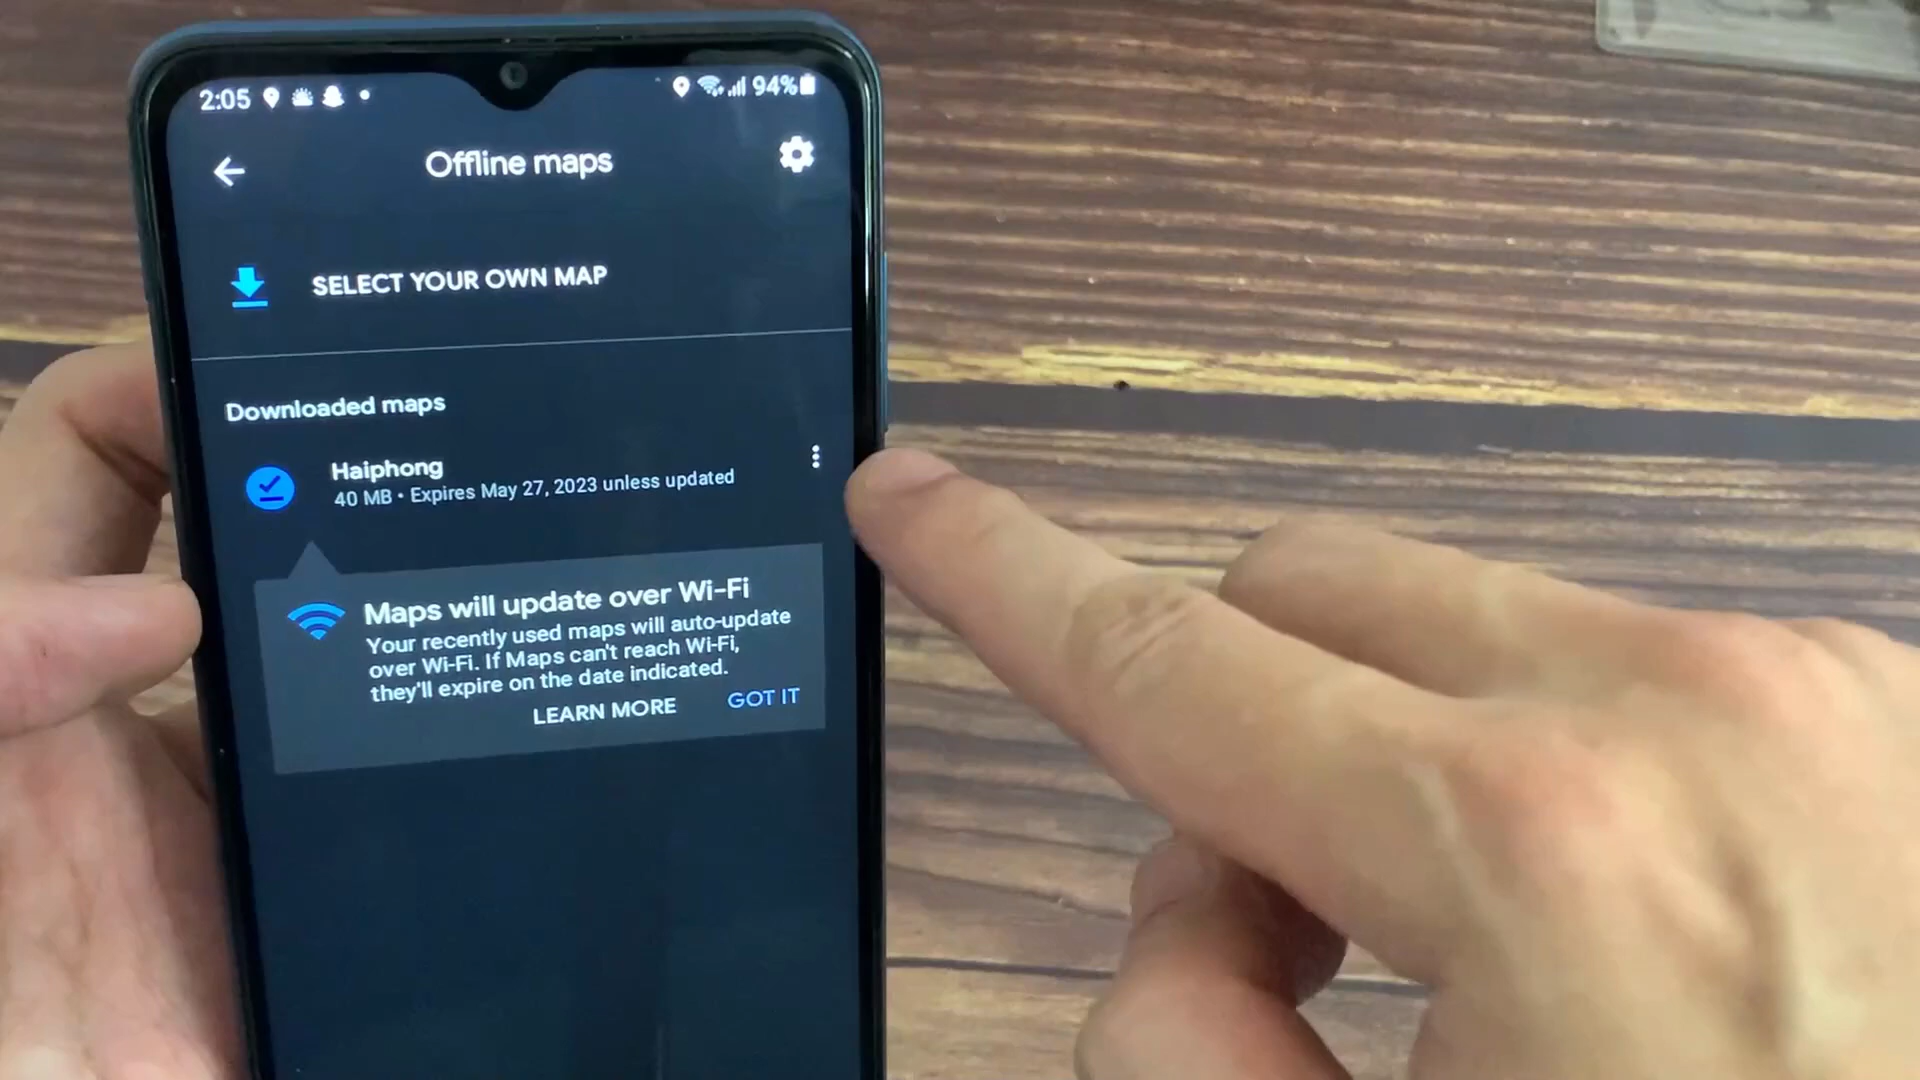 2:05
94%
Offline maps
SELECT YOUR OWN MAP
Downloaded maps
Haiphong
40 MB • Expires May 27, 2023 unless updated
Maps will update over Wi-Fi
Your recently used maps will auto-update
over Wi-Fi. If Maps can't reach Wi-Fi,
they'll expire on the date indicated.
LEARN MORE
GOT IT